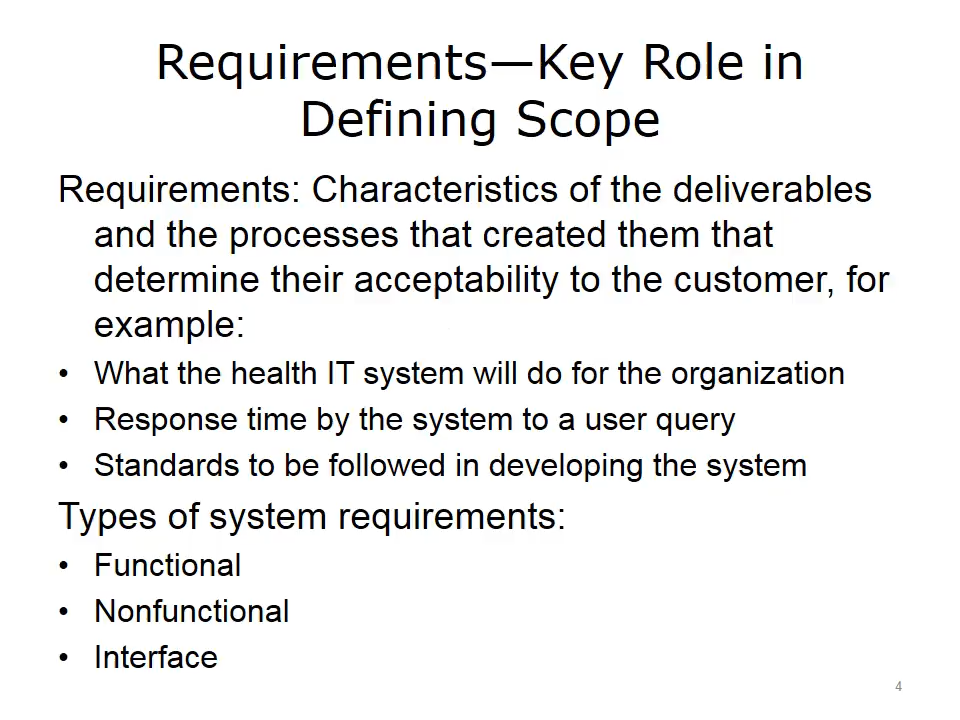 Requirements—Key Role in
Defining Scope
Requirements: Characteristics of the deliverables
and the processes that created them that
determine their acceptability to the customer, for
example:
• What the health IT system will do for the organization
• Response time by the system to a user query
• Standards to be followed in developing the system
Types of system requirements:
• Functional
• Nonfunctional
• Interface
4